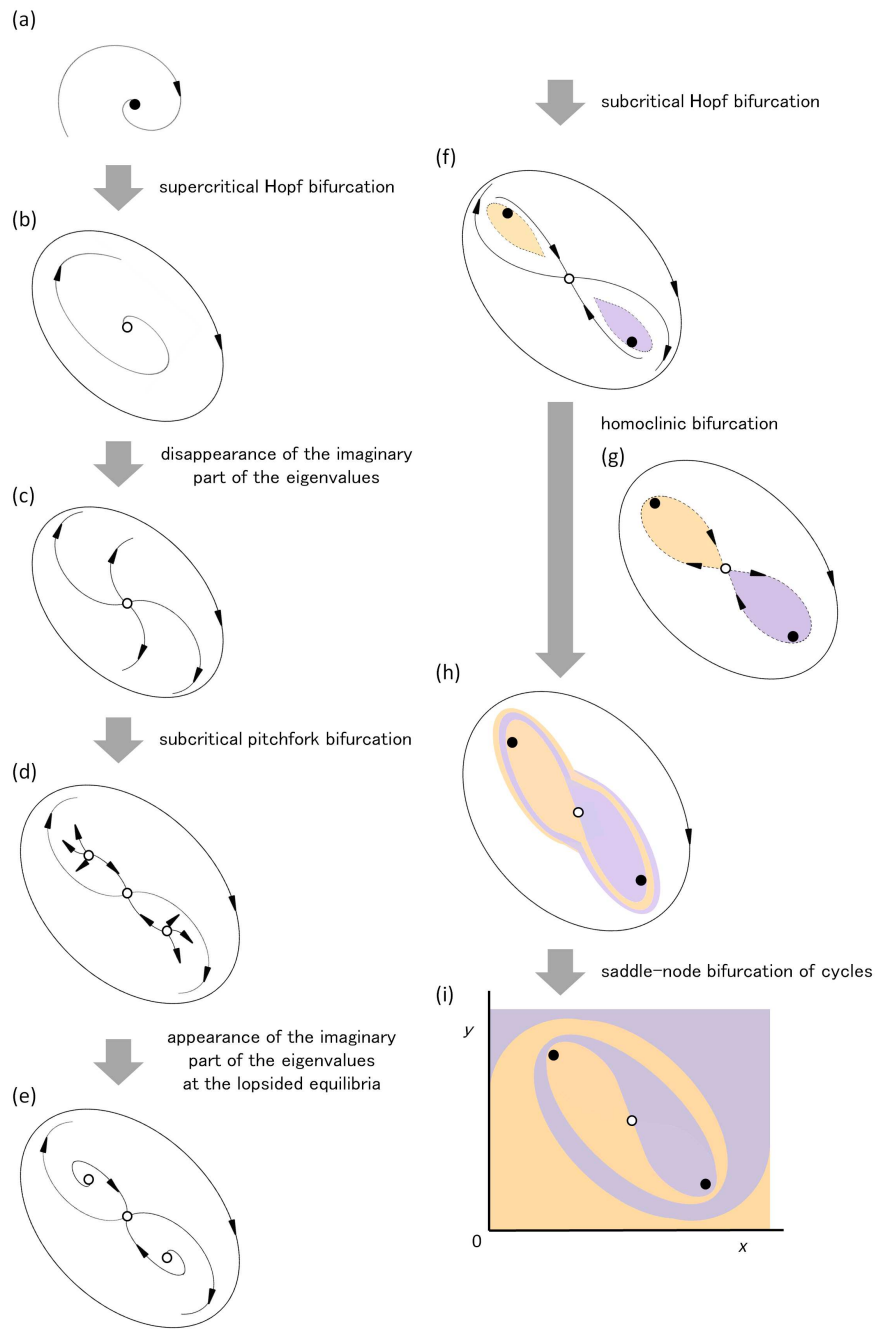 (a)
supercritical Hopf bifurcation
(b)
disappearance of the imaginary
part of the eigenvalues
(c)
subcritical pitchfork bifurcation
(d)
appearance of the imaginary
part of the eigenvalues
at the lopsided equilibria
(e)
subcritical Hopf bifurcation
(f)
homoclinic bifurcation
(g)
(h)
saddle-node bifurcation of cycles
(i)
y
0
x